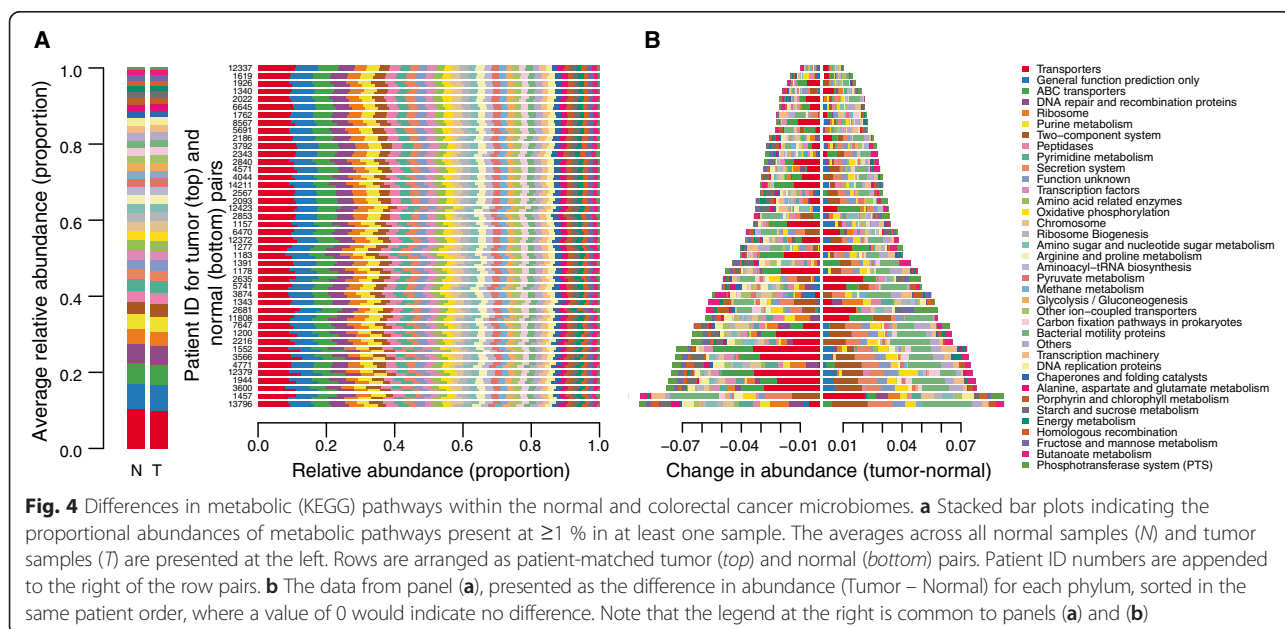 A
B
Average relative abundance (proportion)
1.0
0.8
0.6
0.4
0.2
0.0
N T
Patient ID for tumor (top) and
normal (bottom) pairs
12337
1619
1926
1340
2022
6645
1762
8567
5691
2186
3792
2343
2840
4571
4044
14211
2567
2093
12423
2853
1157
6470
12372
1277
1183
1391
1178
2635
5741
3874
1343
2681
11808
7647
1200
2216
1552
3566
4771
12379
1944
3600
1457
13796
0.0 0.2 0.4 0.6 0.8 1.0
Relative abundance (proportion)
−0.07 −0.04 −0.01 0.01 0.04 0.07
Change in abundance (tumor-normal)
Transporters
General function prediction only
ABC transporters
DNA repair and recombination proteins
Ribosome
Purine metabolism
Two−component system
Peptidases
Pyrimidine metabolism
Secretion system
Function unknown
Transcription factors
Amino acid related enzymes
Oxidative phosphorylation
Chromosome
Ribosome Biogenesis
Amino sugar and nucleotide sugar metabolism
Arginine and proline metabolism
Aminoacyl−tRNA biosynthesis
Pyruvate metabolism
Methane metabolism
Glycolysis / Gluconeogenesis
Other ion−coupled transporters
Carbon fixation pathways in prokaryotes
Bacterial motility proteins
Others
Transcription machinery
DNA replication proteins
Chaperones and folding catalysts
Alanine, aspartate and glutamate metabolism
Porphyrin and chlorophyll metabolism
Starch and sucrose metabolism
Energy metabolism
Homologous recombination
Fructose and mannose metabolism
Butanoate metabolism
Phosphotransferase system (PTS)
Fig. 4 Differences in metabolic (KEGG) pathways within the normal and colorectal cancer microbiomes. a Stacked bar plots indicating the
proportional abundances of metabolic pathways present at ≥1 % in at least one sample. The averages across all normal samples (N) and tumor
samples (T) are presented at the left. Rows are arranged as patient-matched tumor (top) and normal (bottom) pairs. Patient ID numbers are appended
to the right of the row pairs. b The data from panel (a), presented as the difference in abundance (Tumor – Normal) for each phylum, sorted in the
same patient order, where a value of 0 would indicate no difference. Note that the legend at the right is common to panels (a) and (b)